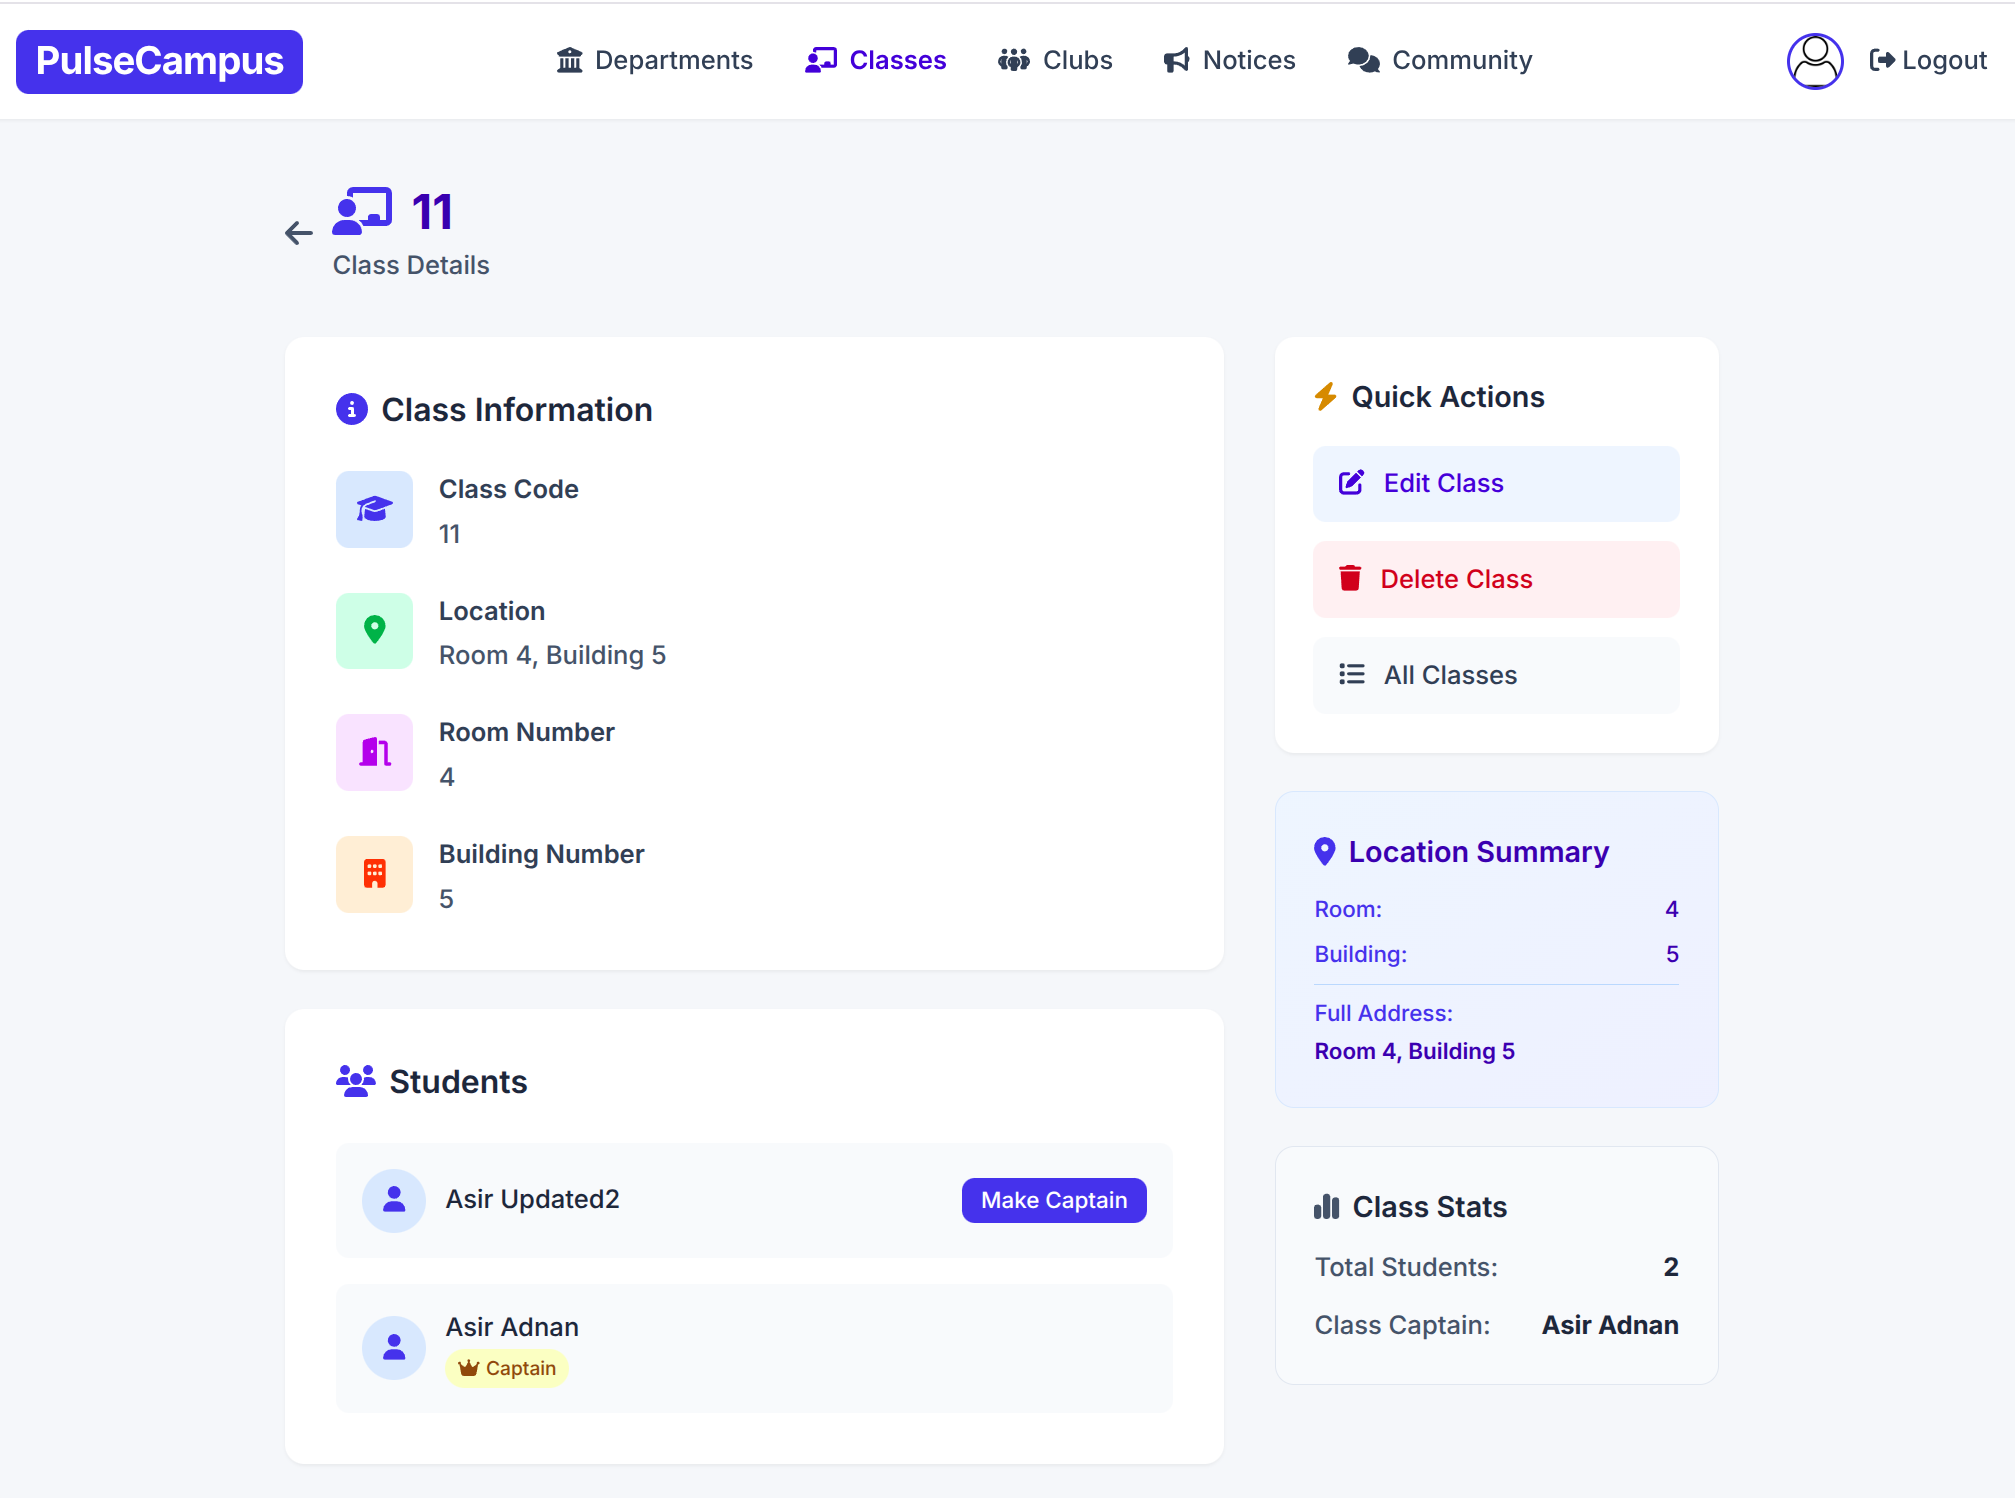 PulseCampus
Departments
Classes
Clubs
Notices
Community
Logout
11
Class Details
Class Information
Class Code
11
Location
Room 4, Building 5
Room Number
4
Building Number
5
Students
Asir Updated2
Make Captain
Asir Adnan
Captain
Quick Actions
Edit Class
Delete Class
All Classes
Location Summary
Room: 4
Building: 5
Full Address:
Room 4, Building 5
Class Stats
Total Students: 2
Class Captain: Asir Adnan